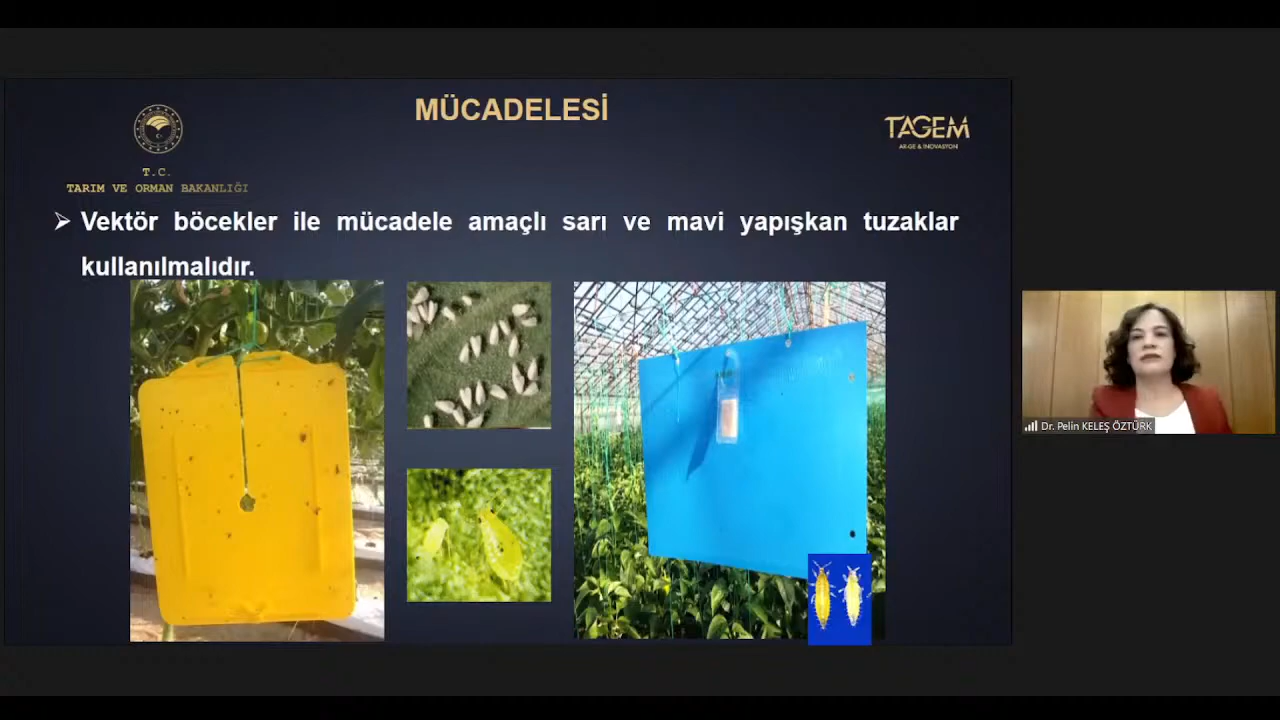 MÜCADELESİ
TAGEM
AR-GE & İNOVASYON
T.C.
TARIM VE ORMAN BAKANLIĞI
➢ Vektör böcekler ile mücadele amaçlı sarı ve mavi yapışkan tuzaklar
kullanılmalıdır.
Dr. Pelin KELEŞ ÖZTÜRK